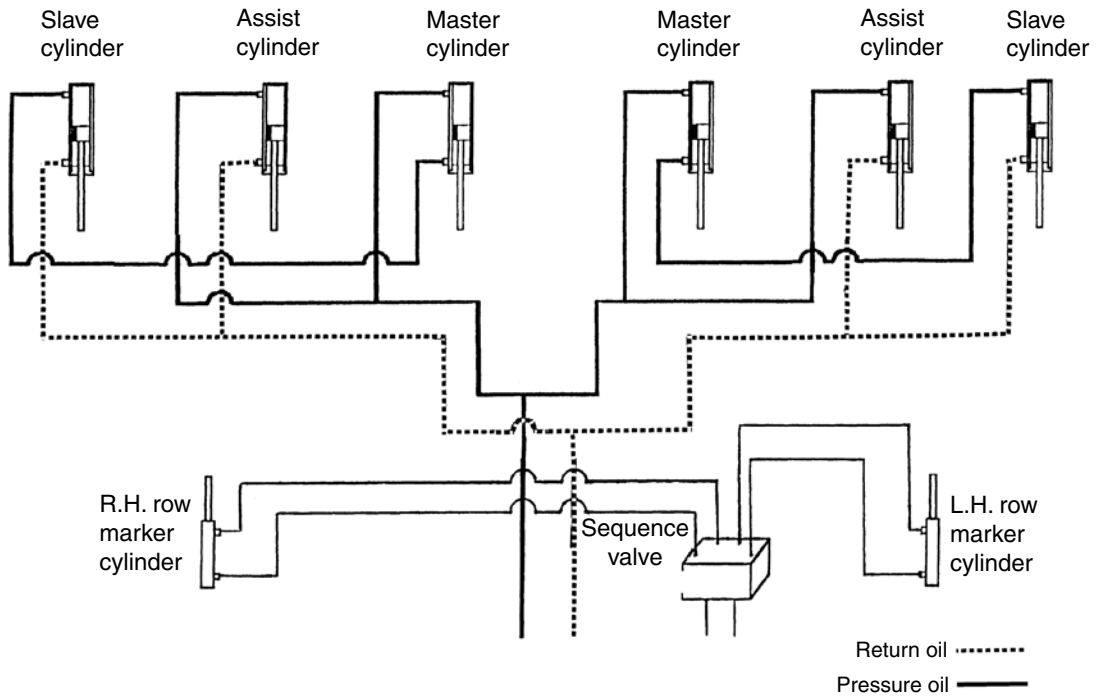 Slave
cylinder
Assist
cylinder
Master
cylinder
Master
cylinder
Assist
cylinder
Slave
cylinder
R.H. row
marker
cylinder
Sequence
valve
L.H. row
marker
cylinder
Return oil
Pressure oil